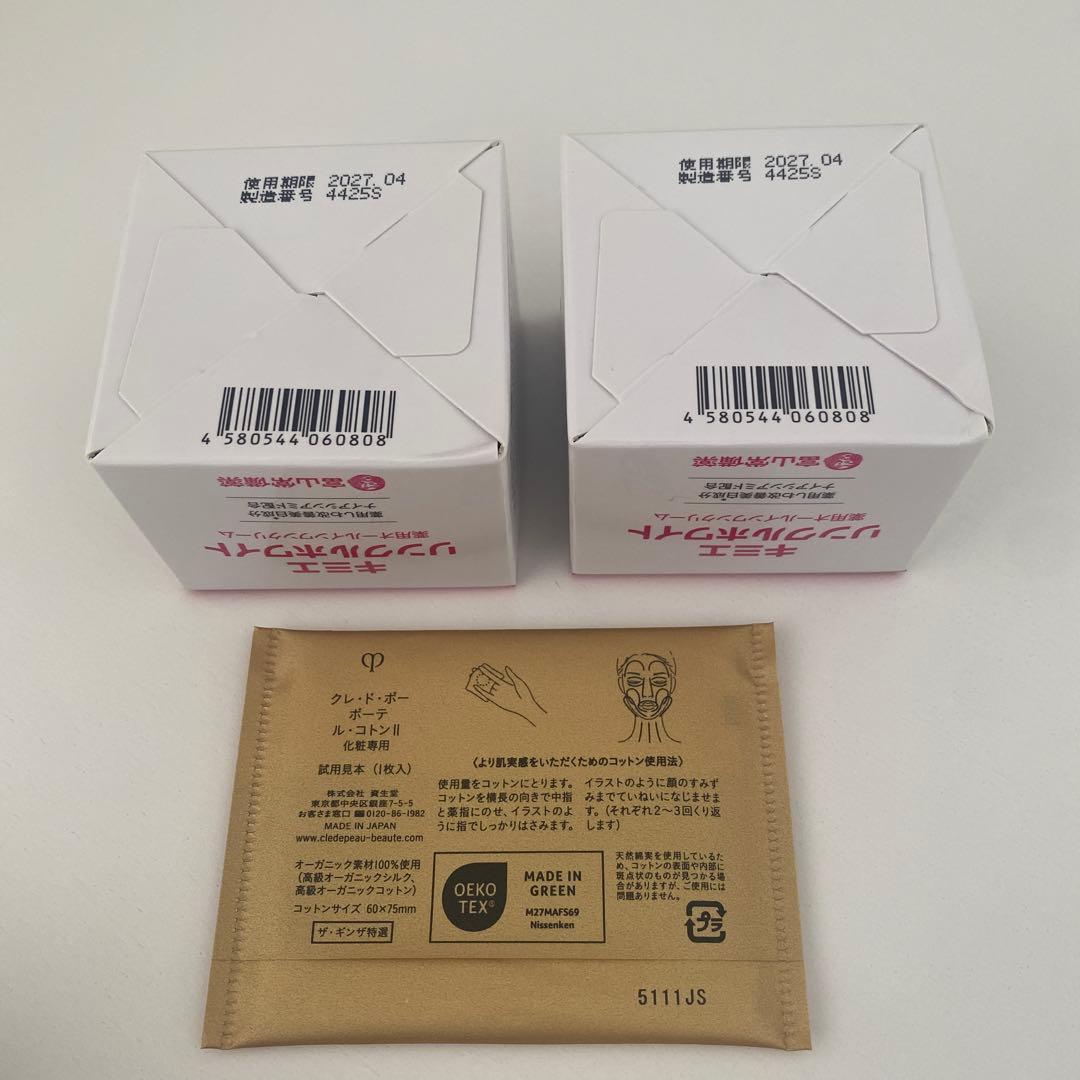 使用期限 2027.04
製造番号 4425S
4 580544 060808
富山常備薬
ナイアシンアミド配合
薬用しわ改善美白*成分
薬用オールインワンクリーム
リンクルホワイト
キミエ
使用期限 2027.04
製造番号 4425S
4 580544 060808
富山常備薬
ナイアシンアミド配合
薬用しわ改善美白*成分
薬用オールインワンクリーム
リンクルホワイト
キミエ
クレ・ド・ポー
ボーテ
ル・コトンII
化粧専用
試用見本(1枚入)
株式会社 資生堂
東京都中央区銀座7-5-5
お客さま窓口 ☎0120-86-1982
MADE IN JAPAN
www.cledepeau-beaute.com
オーガニック素材100%使用
(高級オーガニックシルク、
高級オーガニックコットン)
コットンサイズ 60×75mm
ザ・ギンザ特選
〈より肌実感をいただくためのコットン使用法〉
使用量をコットンにとります。
コットンを横長の向きで中指
と薬指にのせ、イラストのよ
うに指でしっかりはさみます。
イラストのように顔のすみず
みまでていねいになじませま
す。(それぞれ2〜3回くり返
します)
OEKO
TEX®
MADE IN
GREEN
M27MAFS69
Nissenken
天然綿実を使用しているた
め、コットンの表面や内部に
斑点状のものが見つかる場
合がありますが、ご使用には
問題ありません。
プラ
5111JS